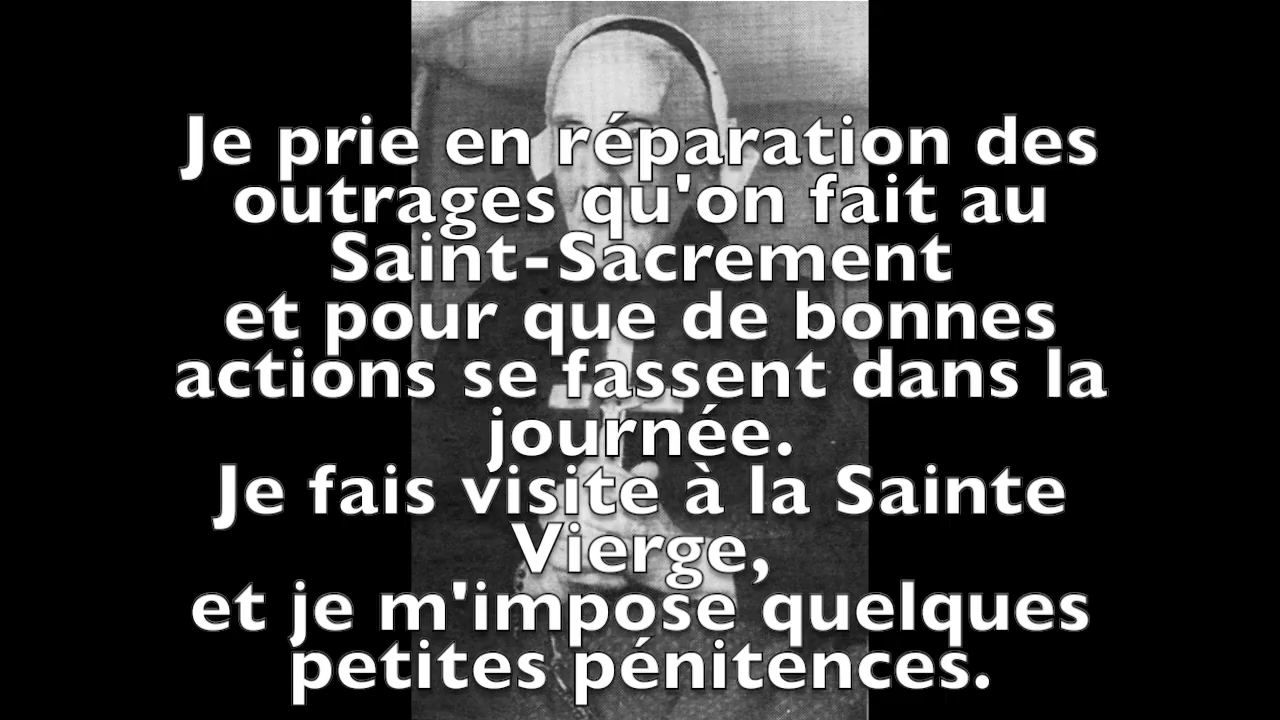 Je prie en réparation des
outrages qu'on fait au
Saint-Sacrement
et pour que de bonnes
actions se fassent dans la
journée.
Je fais visite à la Sainte
Vierge,
et je m'impose quelques
petites pénitences.